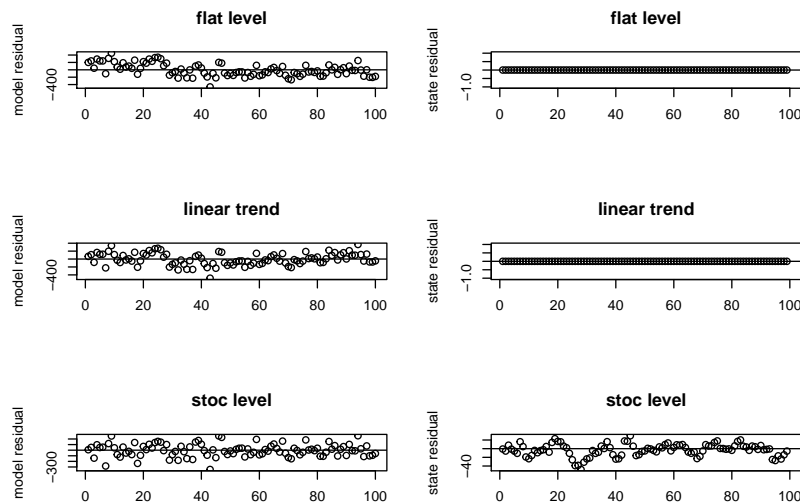 flat level
model residual
−400
0 20 40 60 80 100
flat level
state residual
−1.0
0 20 40 60 80 100
linear trend
model residual
−400
0 20 40 60 80 100
linear trend
state residual
−1.0
0 20 40 60 80 100
stoc level
model residual
−300
0 20 40 60 80 100
stoc level
state residual
−40
0 20 40 60 80 100